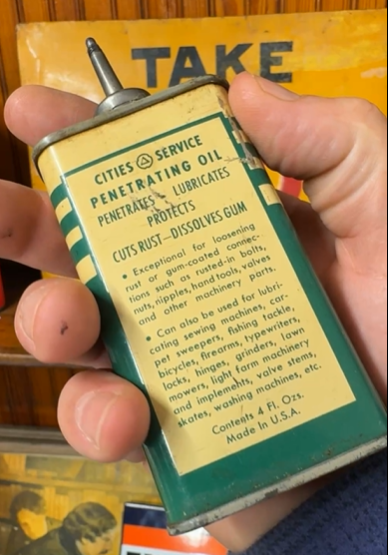 TAKE
CITIES SERVICE
PENETRATING OIL
PENETRATES LUBRICATES
PROTECTS
CUTS RUST—DISSOLVES GUM
• Exceptional for loosening
rust or gum-coated connec-
tions such as rusted-in bolts,
nuts, nipples, hand tools, valves
and other machinery parts.
• Can also be used for lubri-
cating sewing machines, car-
pet sweepers, fishing tackle,
bicycles, firearms, typewriters,
locks, hinges, grinders, lawn
mowers, light farm machinery
and implements, valve stems,
skates, washing machines, etc.
Contents 4 Fl. Ozs.
Made In U.S.A.